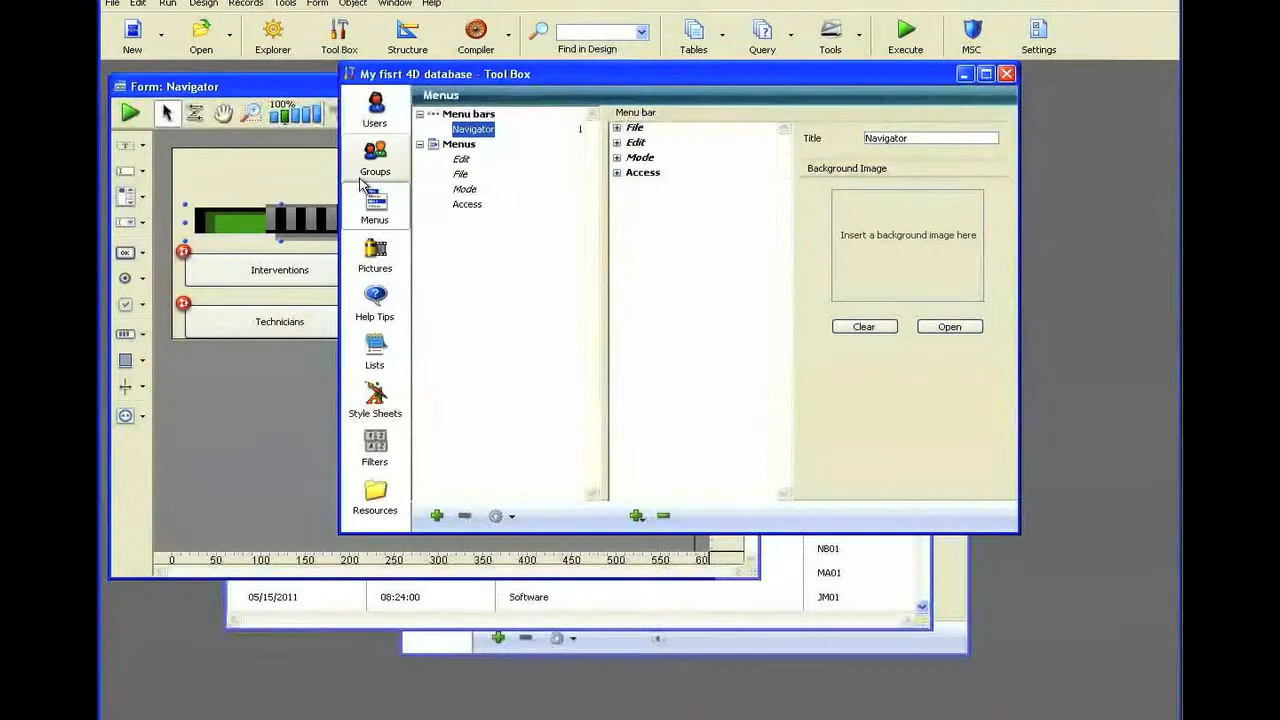 File Edit Run Design Records Tools Form Object Window Help
New Open Explorer Tool Box Structure Compiler Find in Design Tables Query Tools Execute MSC Settings
Form: Navigator
100%
My fisrt 4D database - Tool Box
Users
Groups
Menus
Pictures
Help Tips
Lists
Style Sheets
Filters
Resources
Menus
Menu bars
Navigator 1
Menus
Edit
File
Mode
Access
Menu bar
File
Edit
Mode
Access
Title Navigator
Background Image
Insert a background image here
Clear Open
Interventions
Technicians
OK
0 50 100 150 200 250 300 350 400 450 500 550 60
NB01
MA01
05/15/2011 08:24:00 Software JM01